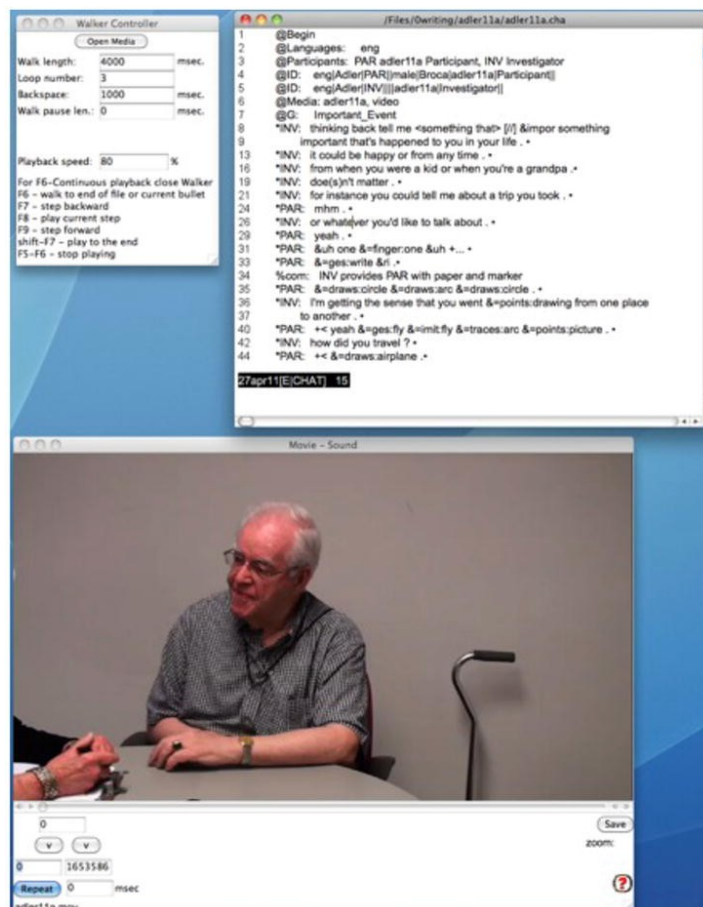 Walker Controller
Open Media
Walk length: 4000 msec.
Loop number: 3
Backspace: 1000 msec.
Walk pause len.: 0 msec.
Playback speed: 80 %
For F6-Continuous playback close Walker
F6 - walk to end of file or current bullet
F7 - step backward
F8 - play current step
F9 - step forward
shift-F7 - play to the end
F5-F6 - stop playing
/Files/0writing/adler11a/adler11a.cha
1 @Begin
2 @Languages: eng
3 @Participants: PAR adler11a Participant, INV Investigator
4 @ID: eng|Adler|PAR||male|Broca|adler11a|Participant||
5 @ID: eng|Adler|INV||||adler11a|Investigator||
6 @Media: adler11a, video
7 @G: Important_Event
8 *INV: thinking back tell me <something that> [//] &impor something
9 important that's happened to you in your life . •
13 *INV: it could be happy or from any time . •
16 *INV: from when you were a kid or when you're a grandpa .•
19 *INV: doe(s)n't matter . •
21 *INV: for instance you could tell me about a trip you took . •
24 *PAR: mhm . •
26 *INV: or whatever you'd like to talk about . •
29 *PAR: yeah . •
31 *PAR: &uh one &=finger:one &uh +... •
33 *PAR: &=ges:write &ri .•
34 %com: INV provides PAR with paper and marker
35 *PAR: &=draws:circle &=draws:arc &=draws:circle . •
36 *INV: I'm getting the sense that you went &=points:drawing from one place
37 to another . •
40 *PAR: +< yeah &=ges:fly &=imit:fly &=traces:arc &=points:picture . •
42 *INV: how did you travel ? •
44 *PAR: +< &=draws:airplane .•
27apr11[E|CHAT] 15
Movie - Sound
0
Save
v v
zoom:
0 1653586
Repeat 0 msec
?
adler11a.mov